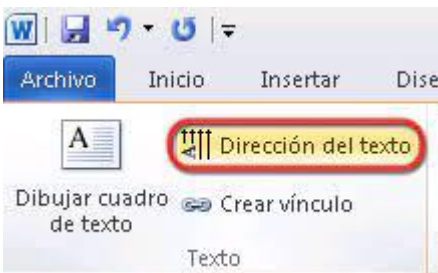 Archivo Inicio Insertar Dise
Dirección del texto
Dibujar cuadro de texto
Crear vínculo
Texto